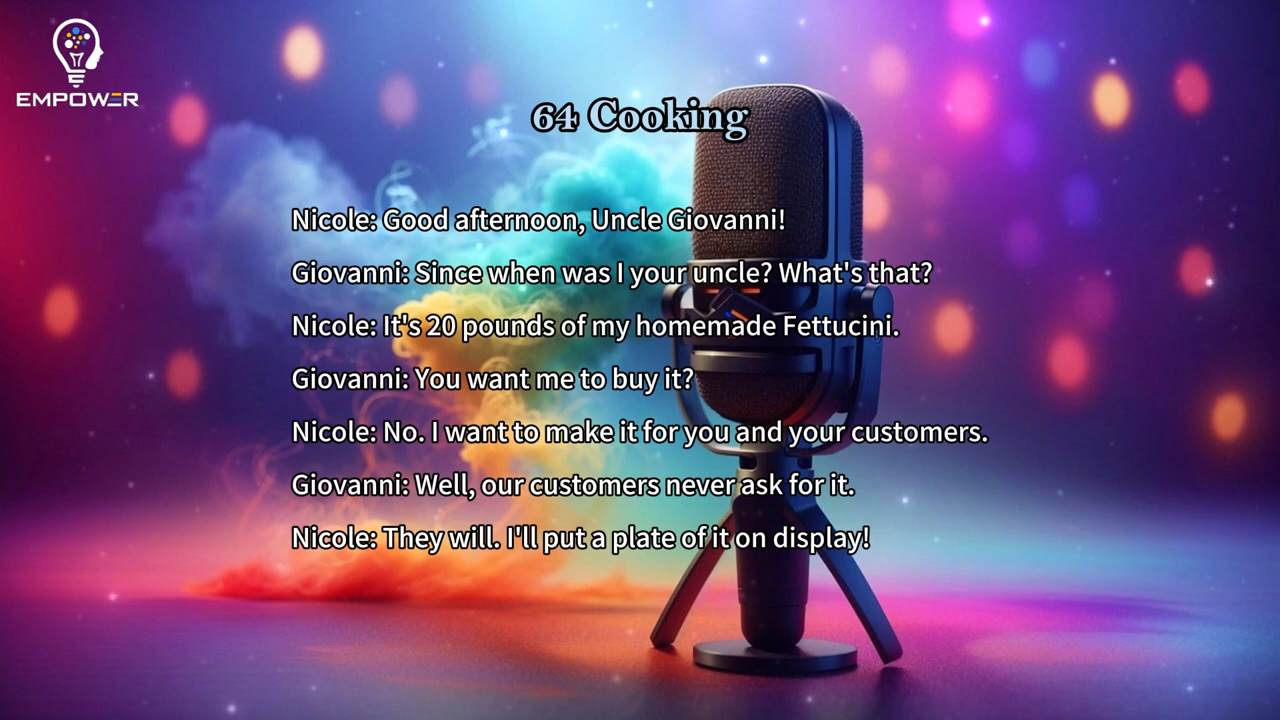 EMPOWER
64 Cooking
Nicole: Good afternoon, Uncle Giovanni!
Giovanni: Since when was I your uncle? What's that?
Nicole: It's 20 pounds of my homemade Fettucini.
Giovanni: You want me to buy it?
Nicole: No. I want to make it for you and your customers.
Giovanni: Well, our customers never ask for it.
Nicole: They will. I'll put a plate of it on display!